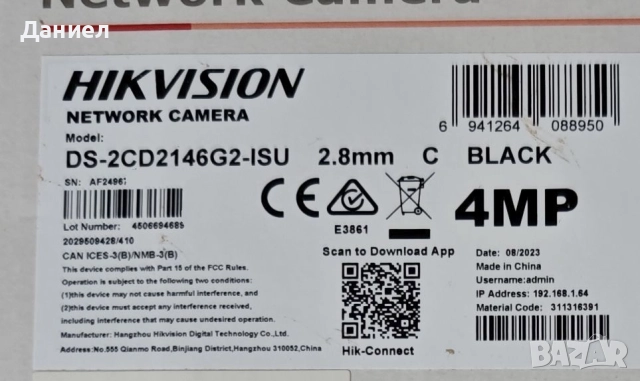 Network Camera
Даниел
HIKVISION
NETWORK CAMERA
Model:
DS-2CD2146G2-ISU 2.8mm C BLACK
6 941264 088950
SN: AF24967
Lot Number: 4506694685
2029509428/410
CAN ICES-3(B)/NMB-3(B)
This device complies with Part 15 of the FCC Rules.
Operation is subject to the following two conditions:
(1)this device may not cause harmful interference, and
(2)this device must accept any interference received,
including interference that may cause undesired operation.
Manufacturer: Hangzhou Hikvision Digital Technology Co., Ltd.
Address:No.555 Qianmo Road,Binjiang District,Hangzhou 310052,China
CE
E3861
4MP
Scan to Download App
Hik-Connect
Date: 08/2023
Made in China
Username:admin
IP Address: 192.168.1.64
Material Code: 311316391
BAZAR